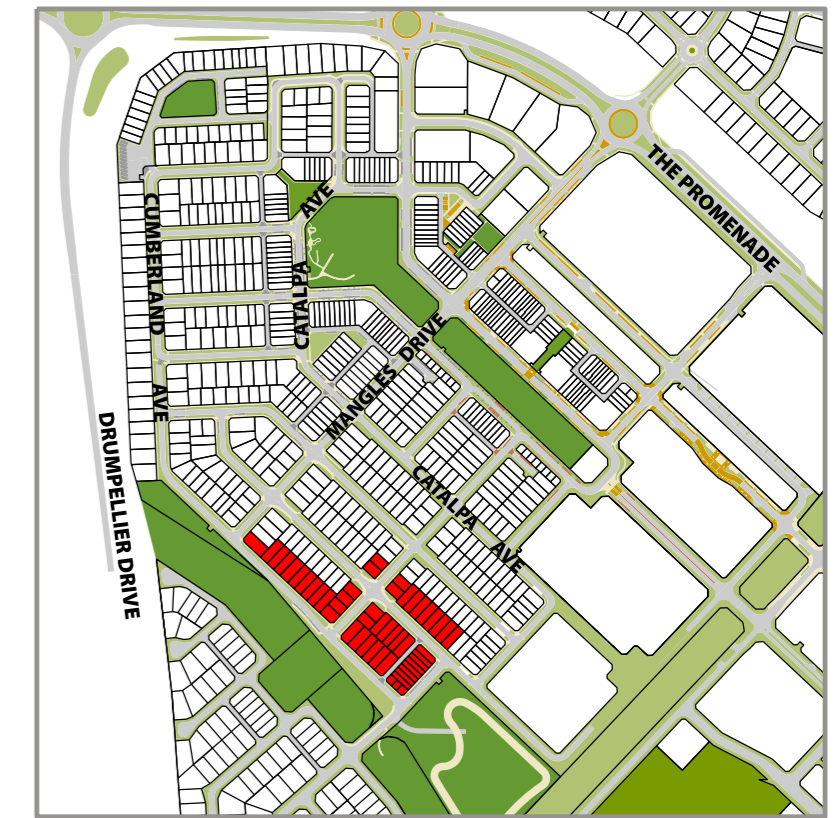 THE PROMENADE
CUMBERLAND AVE
CATALPA AVE
MANGLES DRIVE
DRUMPELLIER DRIVE
CATALPA AVE